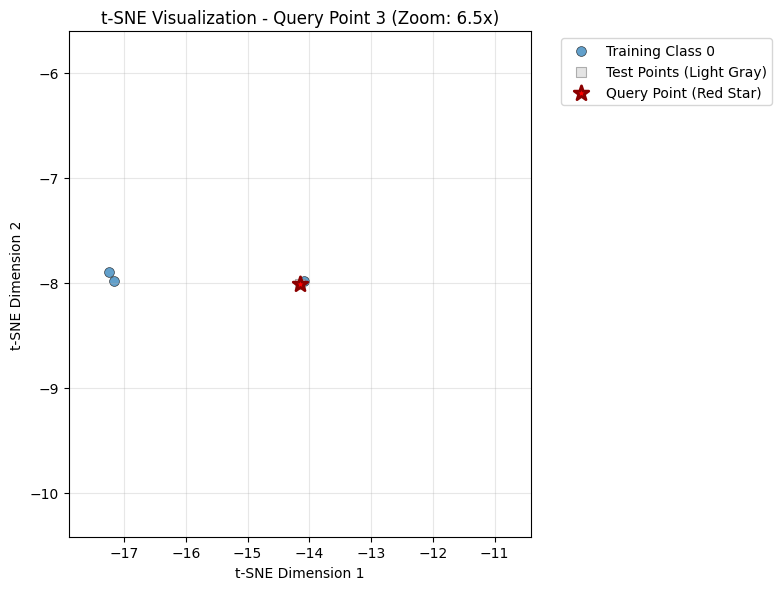 t-SNE Visualization - Query Point 3 (Zoom: 6.5x)
Training Class 0
Test Points (Light Gray)
Query Point (Red Star)
t-SNE Dimension 2
−6
−7
−8
−9
−10
−17 −16 −15 −14 −13 −12 −11
t-SNE Dimension 1